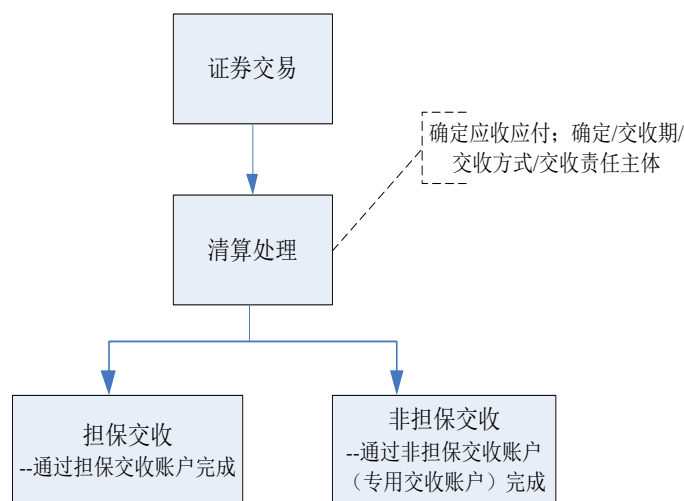 证券交易
确定应收应付；确定/交收期/
交收方式/交收责任主体
清算处理
担保交收
--通过担保交收账户完成
非担保交收
--通过非担保交收账户
（专用交收账户）完成